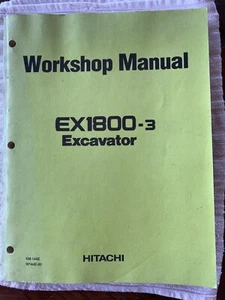 Workshop Manual
EX1800-3
Excavator
HITACHI